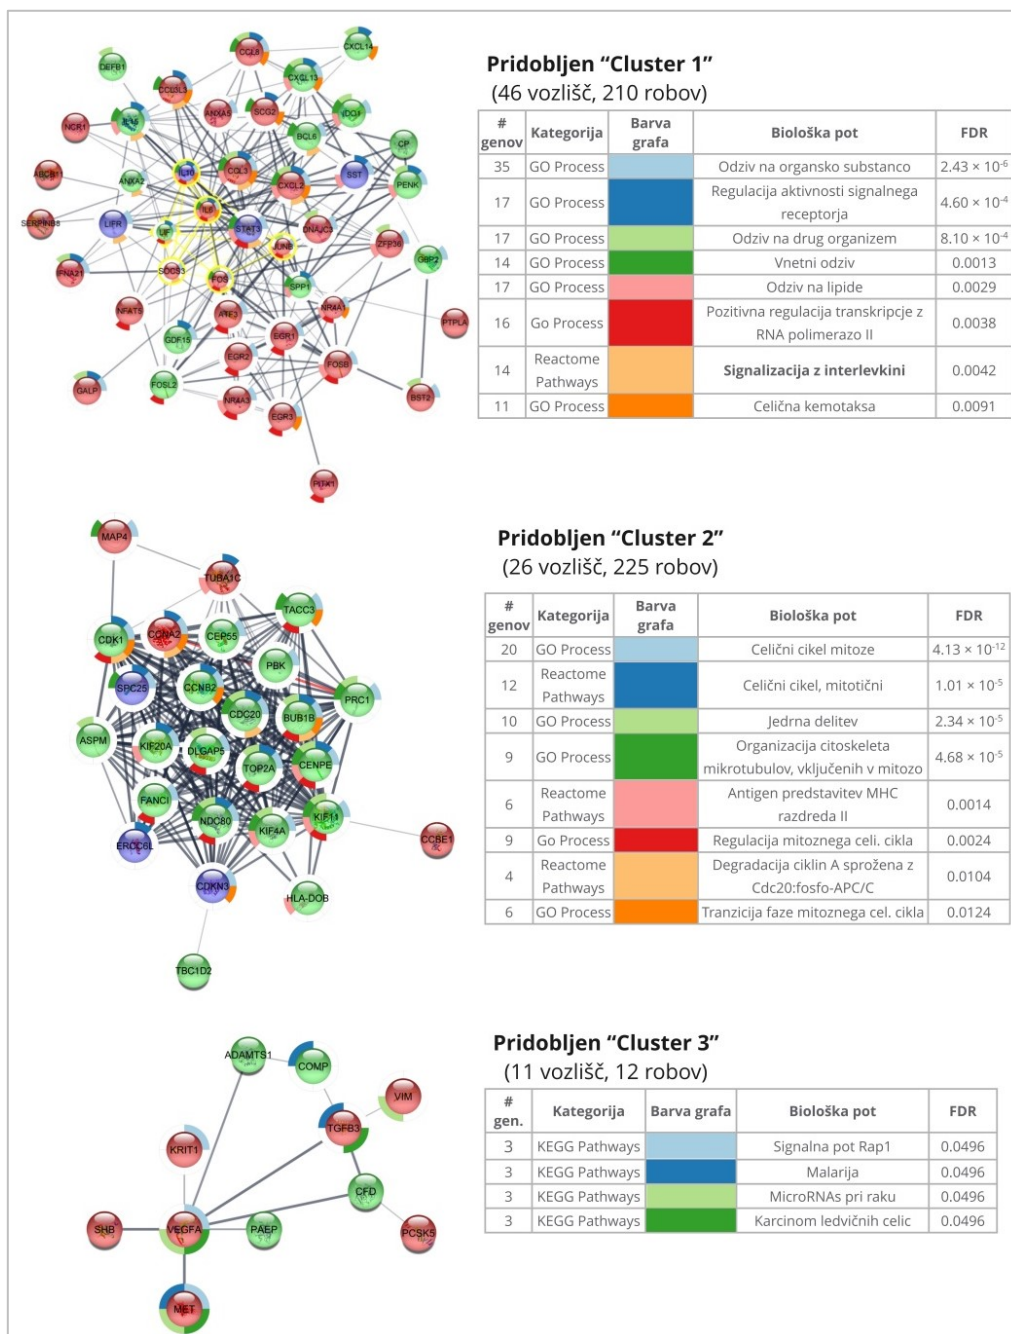 Pridobljen “Cluster 1”
(46 vozlišč, 210 robov)
# genov Kategorija Barva grafa Biološka pot FDR
35 GO Process Odziv na organsko substanco 2.43 × 10-6
17 GO Process Regulacija aktivnosti signalnega receptorja 4.60 × 10-4
17 GO Process Odziv na drug organizem 8.10 × 10-4
14 GO Process Vnetni odziv 0.0013
17 GO Process Odziv na lipide 0.0029
16 Go Process Pozitivna regulacija transkripcje z RNA polimerazo II 0.0038
14 Reactome Pathways Signalizacija z interlevkini 0.0042
11 GO Process Celična kemotaksa 0.0091
CCL8
CXCL14
DEFB1
CXCL13
CCL3L3
ANXA5
SCG2
IDO1
IL15
NCR1
BCL6
CP
ABCB11
ANXA2
IL10
CCL3
CXCL2
SST
PENK
SERPINB8
LIFR
IL6
LIF
STAT3
DNAJC3
JUNB
ZFP36
GBP2
IFNA21
SOCS3
FOS
SPP1
NFAT5
ATF3
NR4A1
PTPLA
GDF15
EGR1
EGR2
FOSB
GALP
FOSL2
NR4A3
EGR3
BST2
PITX1
Pridobljen “Cluster 2”
(26 vozlišč, 225 robov)
# genov Kategorija Barva grafa Biološka pot FDR
20 GO Process Celični cikel mitoze 4.13 × 10-12
12 Reactome Pathways Celični cikel, mitotični 1.01 × 10-5
10 GO Process Jedrna delitev 2.34 × 10-5
9 GO Process Organizacija citoskeleta mikrotubulov, vključenih v mitozo 4.68 × 10-5
6 Reactome Pathways Antigen predstavitev MHC razdreda II 0.0014
9 Go Process Regulacija mitoznega celi. cikla 0.0024
4 Reactome Pathways Degradacija ciklin A sprožena z Cdc20:fosfo-APC/C 0.0104
6 GO Process Tranzicija faze mitoznega cel. cikla 0.0124
MAP4
TUBA1C
TACC3
CDK1
CCNA2
CEP55
PBK
SPC25
CCNB2
PRC1
CDC20
BUB1B
ASPM
KIF20A
DLGAP5
TOP2A
CENPE
FANCI
NDC80
KIF4A
KIF11
ERCC6L
CCBE1
CDKN3
HLA-DOB
TBC1D2
Pridobljen “Cluster 3”
(11 vozlišč, 12 robov)
# gen. Kategorija Barva grafa Biološka pot FDR
3 KEGG Pathways Signalna pot Rap1 0.0496
3 KEGG Pathways Malarija 0.0496
3 KEGG Pathways MicroRNAs pri raku 0.0496
3 KEGG Pathways Karcinom ledvičnih celic 0.0496
ADAMTS1
COMP
VIM
TGFB3
KRIT1
CFD
SHB
VEGFA
PAEP
PCSK5
MET